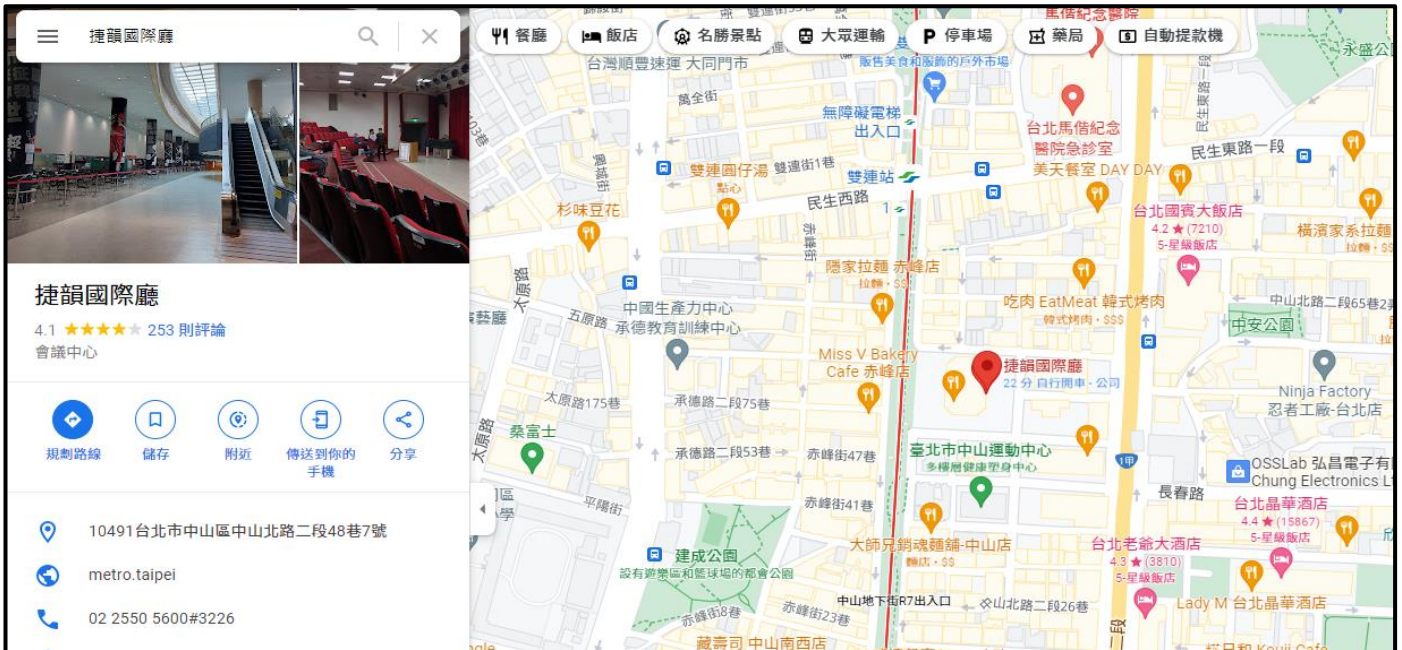 捷韻國際廳
捷韻國際廳
4.1
253 則評論
會議中心
規劃路線
儲存
附近
傳送到你的
手機
分享
10491台北市中山區中山北路二段48巷7號
metro.taipei
02 2550 5600#3226
餐廳
飯店
名勝景點
大眾運輸
P 停車場
藥局
自動提款機
馬偕紀念醫院
永盛公
台灣順豐速運 大同門市
販售美食和服飾的戶外市場
萬全街
無障礙電梯
出入口
台北馬偕紀念
醫院急診室
民生東路一段
雙連圓仔湯
點心
雙連街1巷
雙連站
美天餐室 DAY DAY
民生西路
1
杉味豆花
赤峰街
台北國賓大飯店
4.2 ★ (7210)
5-星級飯店
橫濱家系拉麵
拉麵・$$
隱家拉麵 赤峰店
拉麵・$$
太原路
中國生產力中心
承德教育訓練中心
五原路
吃肉 EatMeat 韓式烤肉
韓式烤肉・$$$
中山北路二段65巷2
中安公園
Miss V Bakery
Cafe 赤峰店
捷韻國際廳
22 分 自行開車・公司
Ninja Factory
忍者工廠-台北店
太原路175巷
承德路二段75巷
桑富士
太原路
承德路二段53巷
赤峰街47巷
臺北市中山運動中心
多樓層健康塑身中心
1甲
OSSLab 弘昌電子有
Chung Electronics L
長春路
平陽街
赤峰街41巷
台北晶華酒店
4.4 ★ (15867)
5-星級飯店
大師兄銷魂麵舖-中山店
麵店・$$
建成公園
設有遊樂區和籃球場的都會公園
台北老爺大酒店
4.3 ★ (3810)
5-星級飯店
中山地下街R7出入口
中山北路二段26巷
Lady M 台北晶華酒店
赤峰街8巷
赤峰街23巷
二段
藏壽司 中山南西店